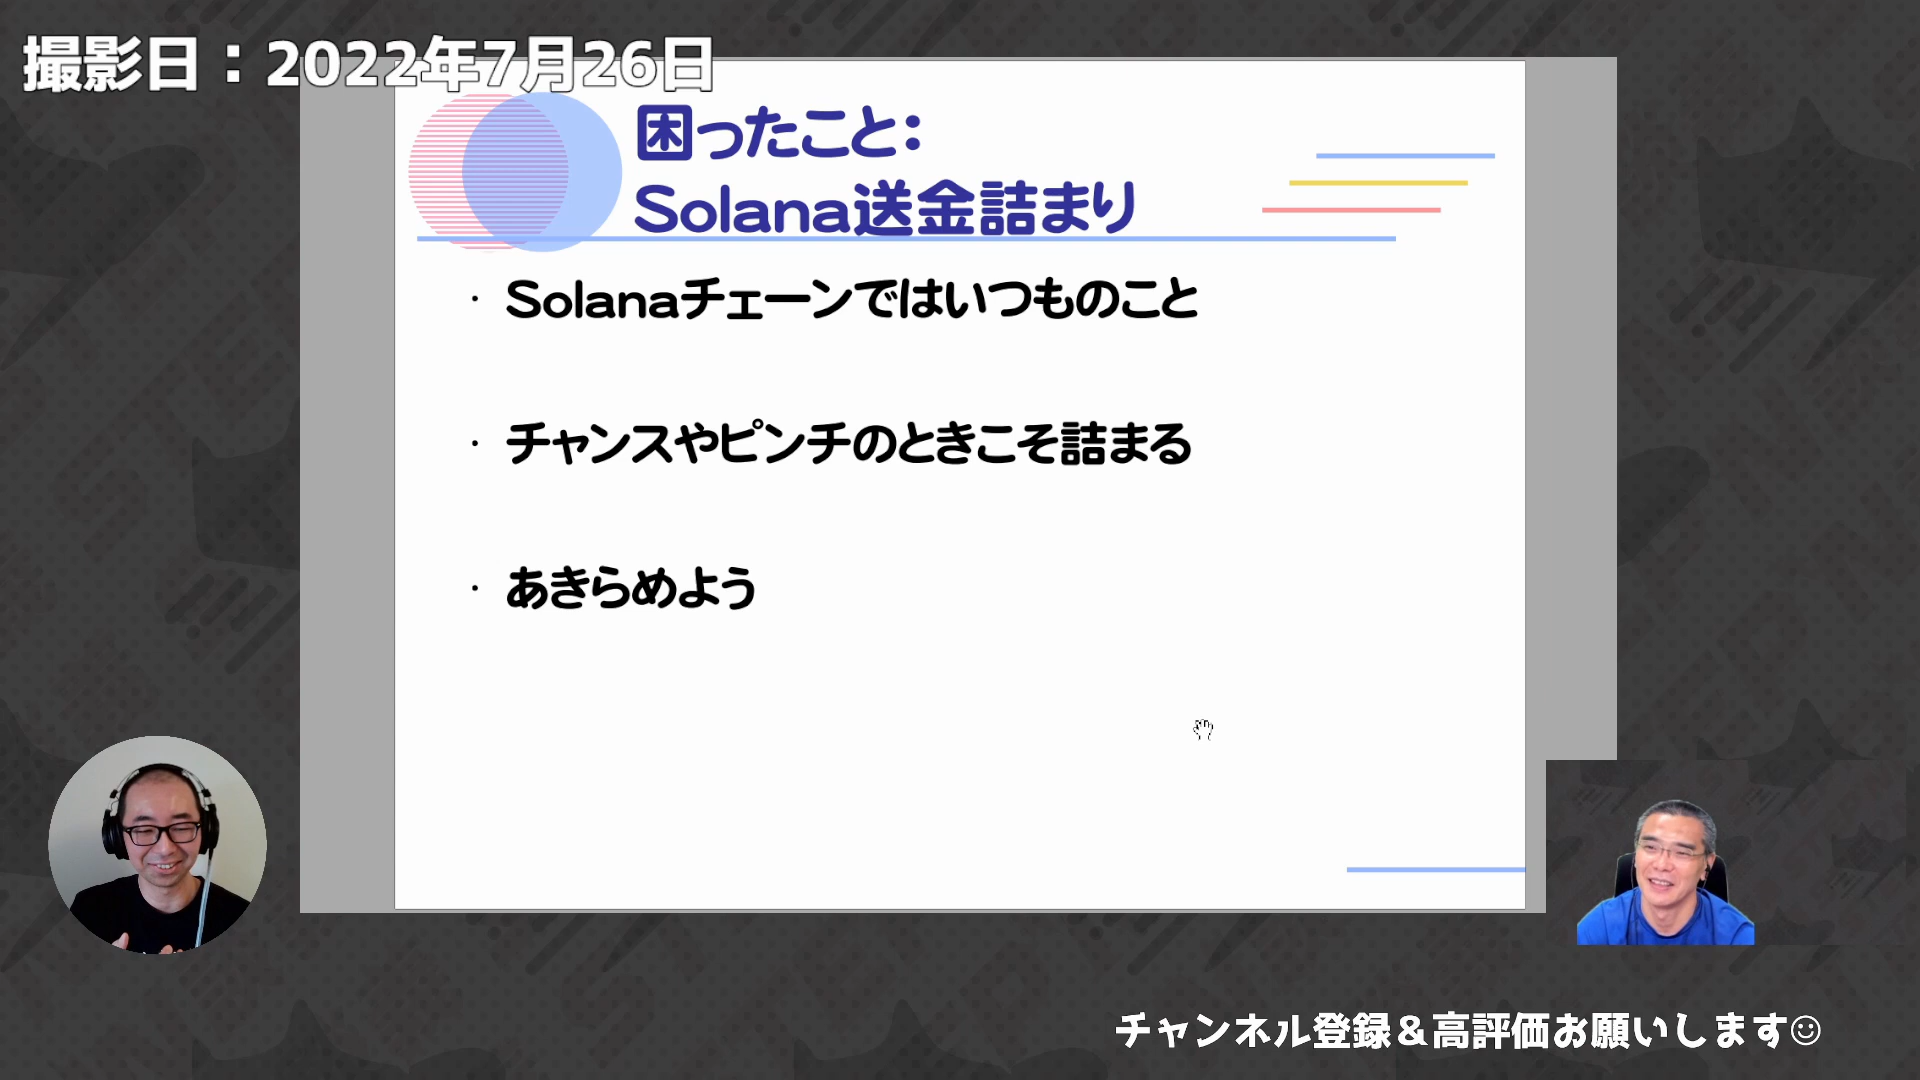 撮影日：2022年7月26日
困ったこと：
Solana送金詰まり
・ Solanaチェーンではいつものこと
・ チャンスやピンチのときこそ詰まる
・ あきらめよう
チャンネル登録＆高評価お願いします☺